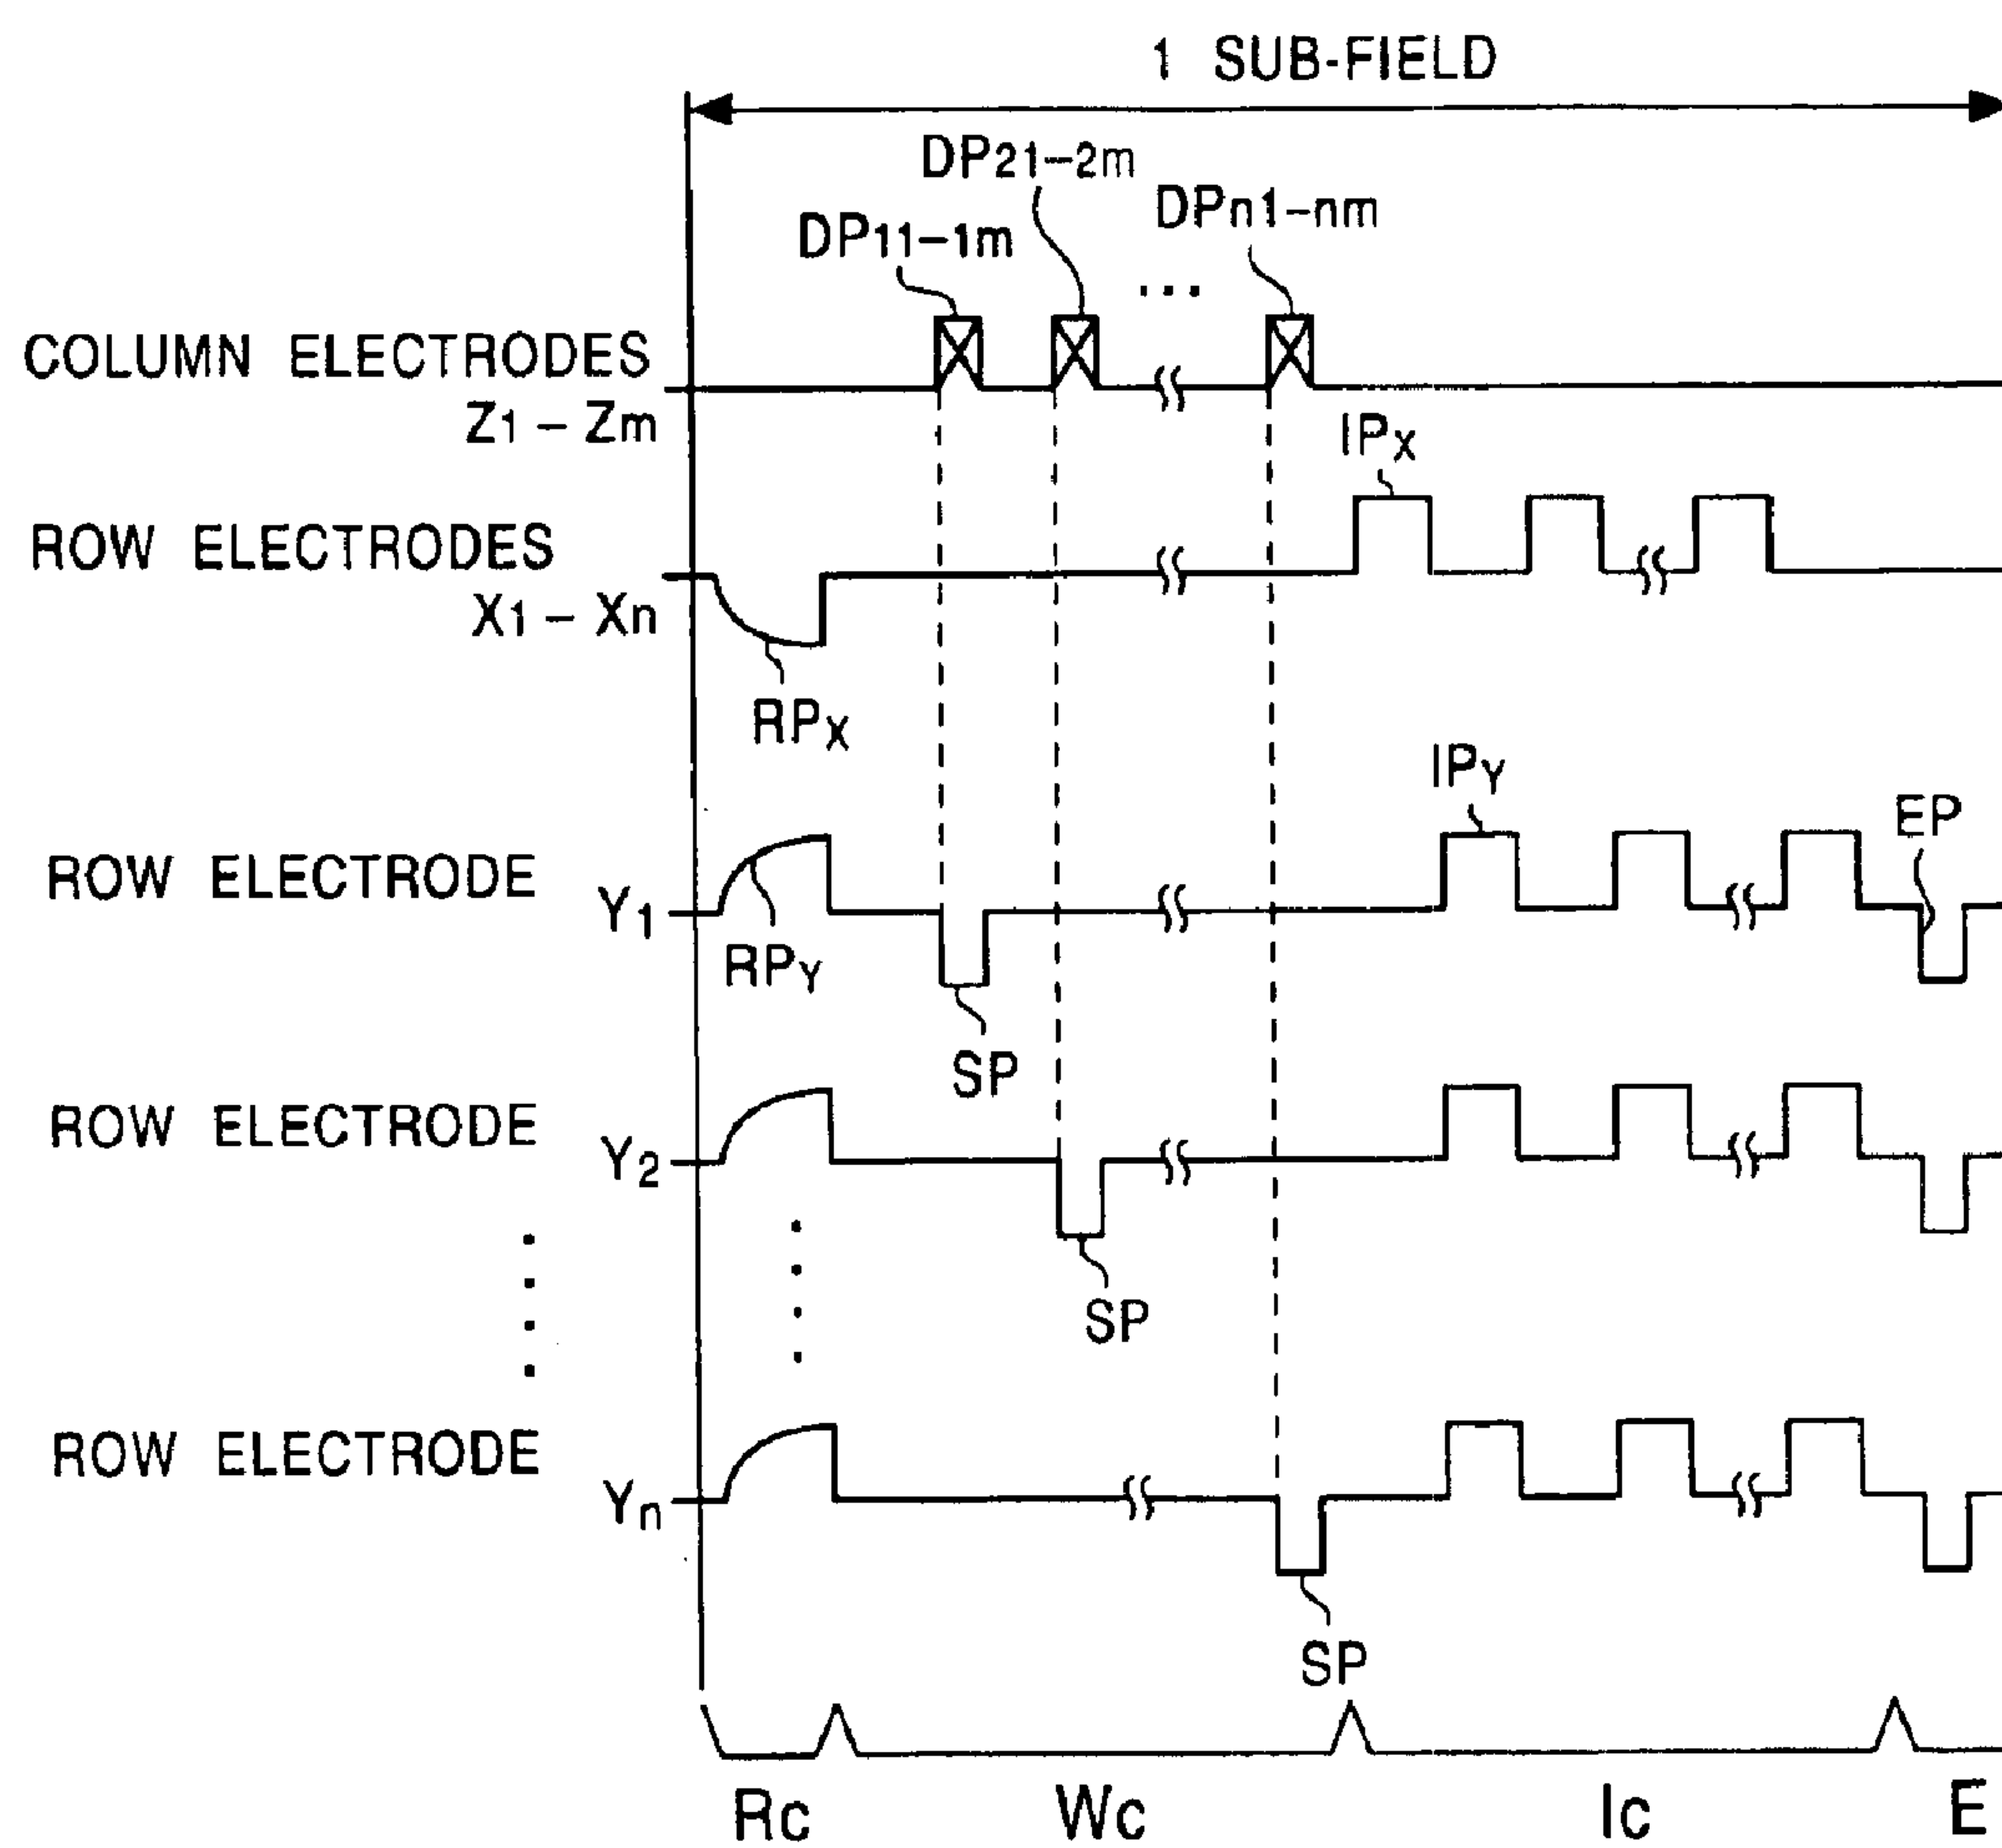 1 SUB-FIELD
DP21-2m
DPn1-nm
DP11-1m
...
COLUMN ELECTRODES
Z1 – Zm
IPX
ROW ELECTRODES
X1 – Xn
RPX
IPY
EP
ROW ELECTRODE
Y1
RPY
SP
ROW ELECTRODE
Y2
SP
ROW ELECTRODE
Yn
SP
Rc
Wc
Ic
E